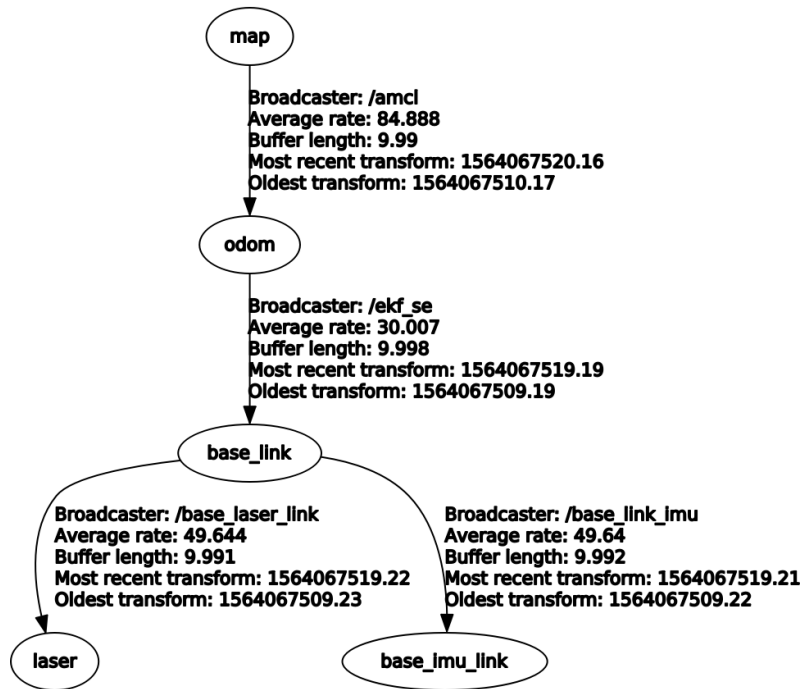 map
Broadcaster: /amcl
Average rate: 84.888
Buffer length: 9.99
Most recent transform: 1564067520.16
Oldest transform: 1564067510.17
odom
Broadcaster: /ekf_se
Average rate: 30.007
Buffer length: 9.998
Most recent transform: 1564067519.19
Oldest transform: 1564067509.19
base_link
Broadcaster: /base_laser_link
Average rate: 49.644
Buffer length: 9.991
Most recent transform: 1564067519.22
Oldest transform: 1564067509.23
Broadcaster: /base_link_imu
Average rate: 49.64
Buffer length: 9.992
Most recent transform: 1564067519.21
Oldest transform: 1564067509.22
laser
base_imu_link